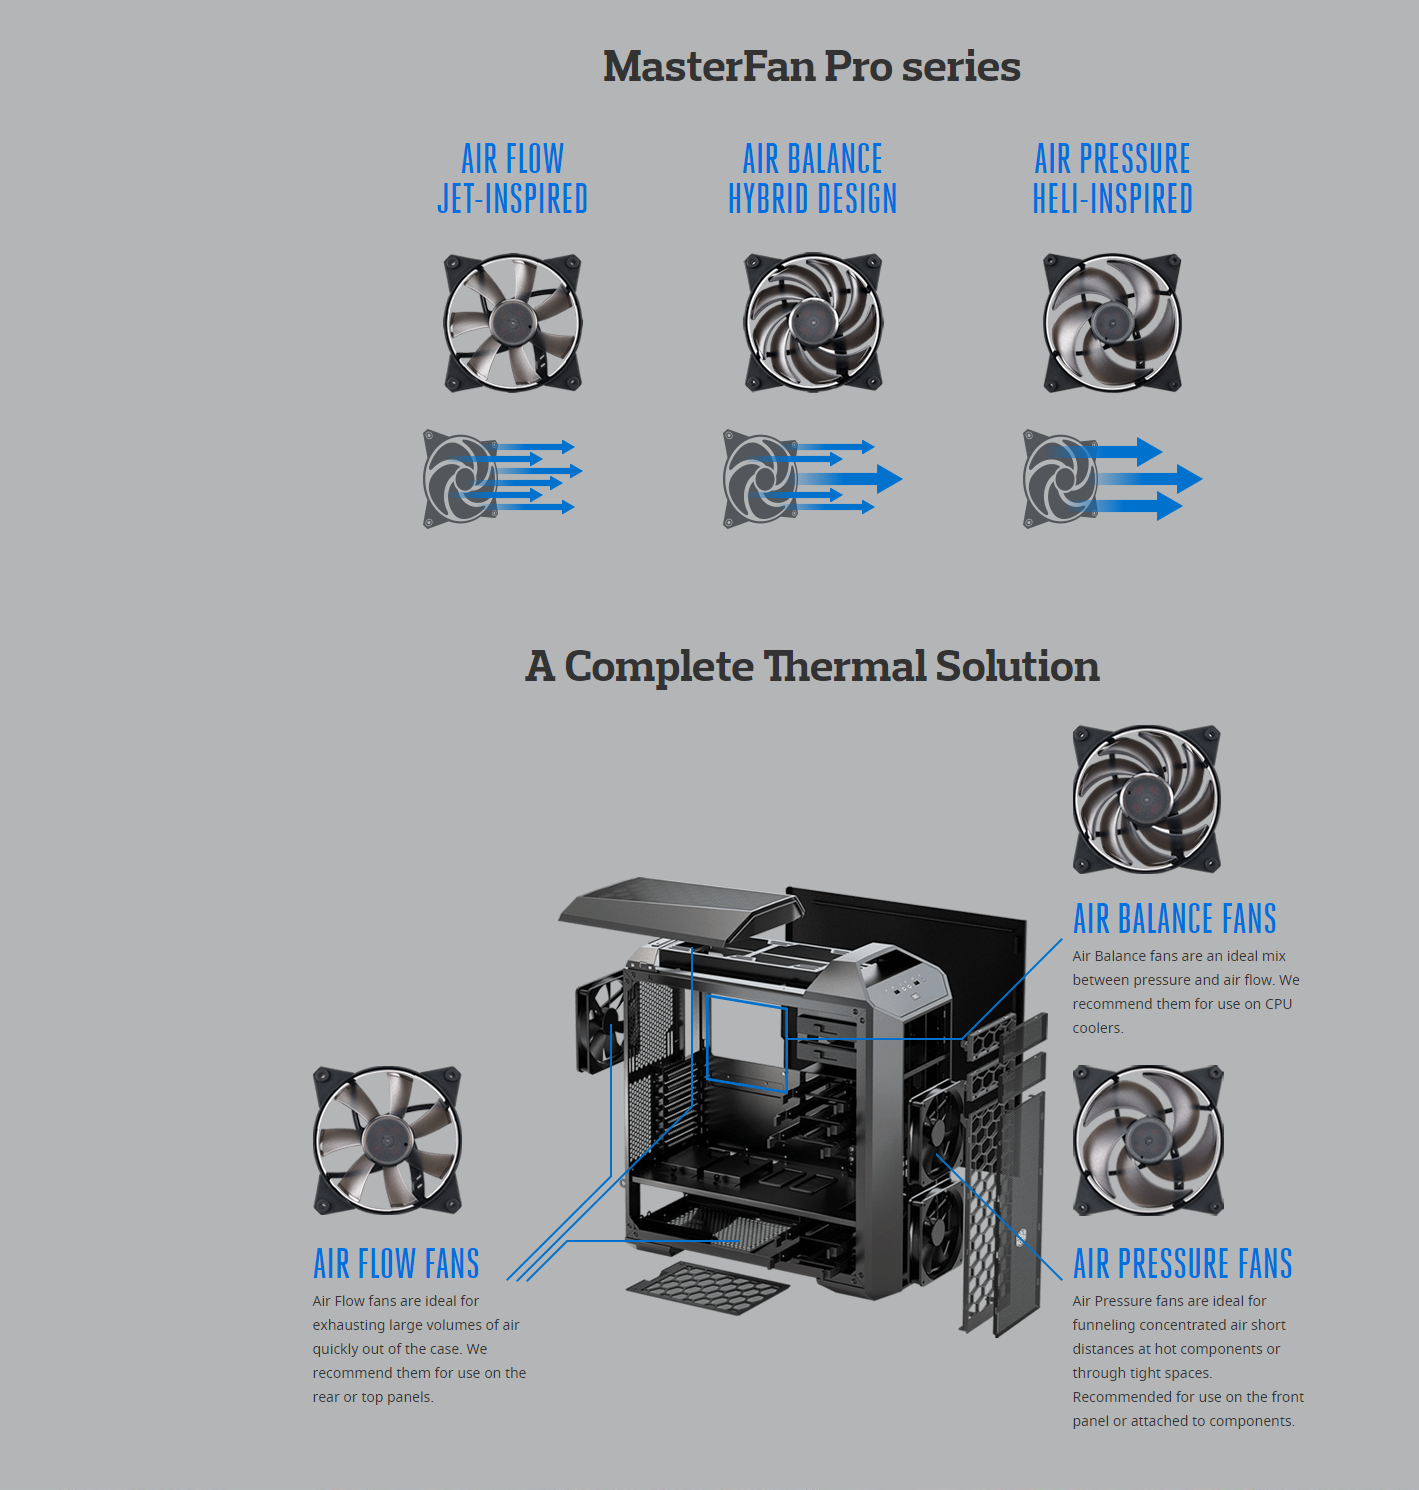 MasterFan Pro series
AIR FLOW
JET-INSPIRED
AIR BALANCE
HYBRID DESIGN
AIR PRESSURE
HELI-INSPIRED
A Complete Thermal Solution
AIR BALANCE FANS
Air Balance fans are an ideal mix
between pressure and air flow. We
recommend them for use on CPU
coolers.
AIR FLOW FANS
Air Flow fans are ideal for
exhausting large volumes of air
quickly out of the case. We
recommend them for use on the
rear or top panels.
AIR PRESSURE FANS
Air Pressure fans are ideal for
funneling concentrated air short
distances at hot components or
through tight spaces.
Recommended for use on the front
panel or attached to components.